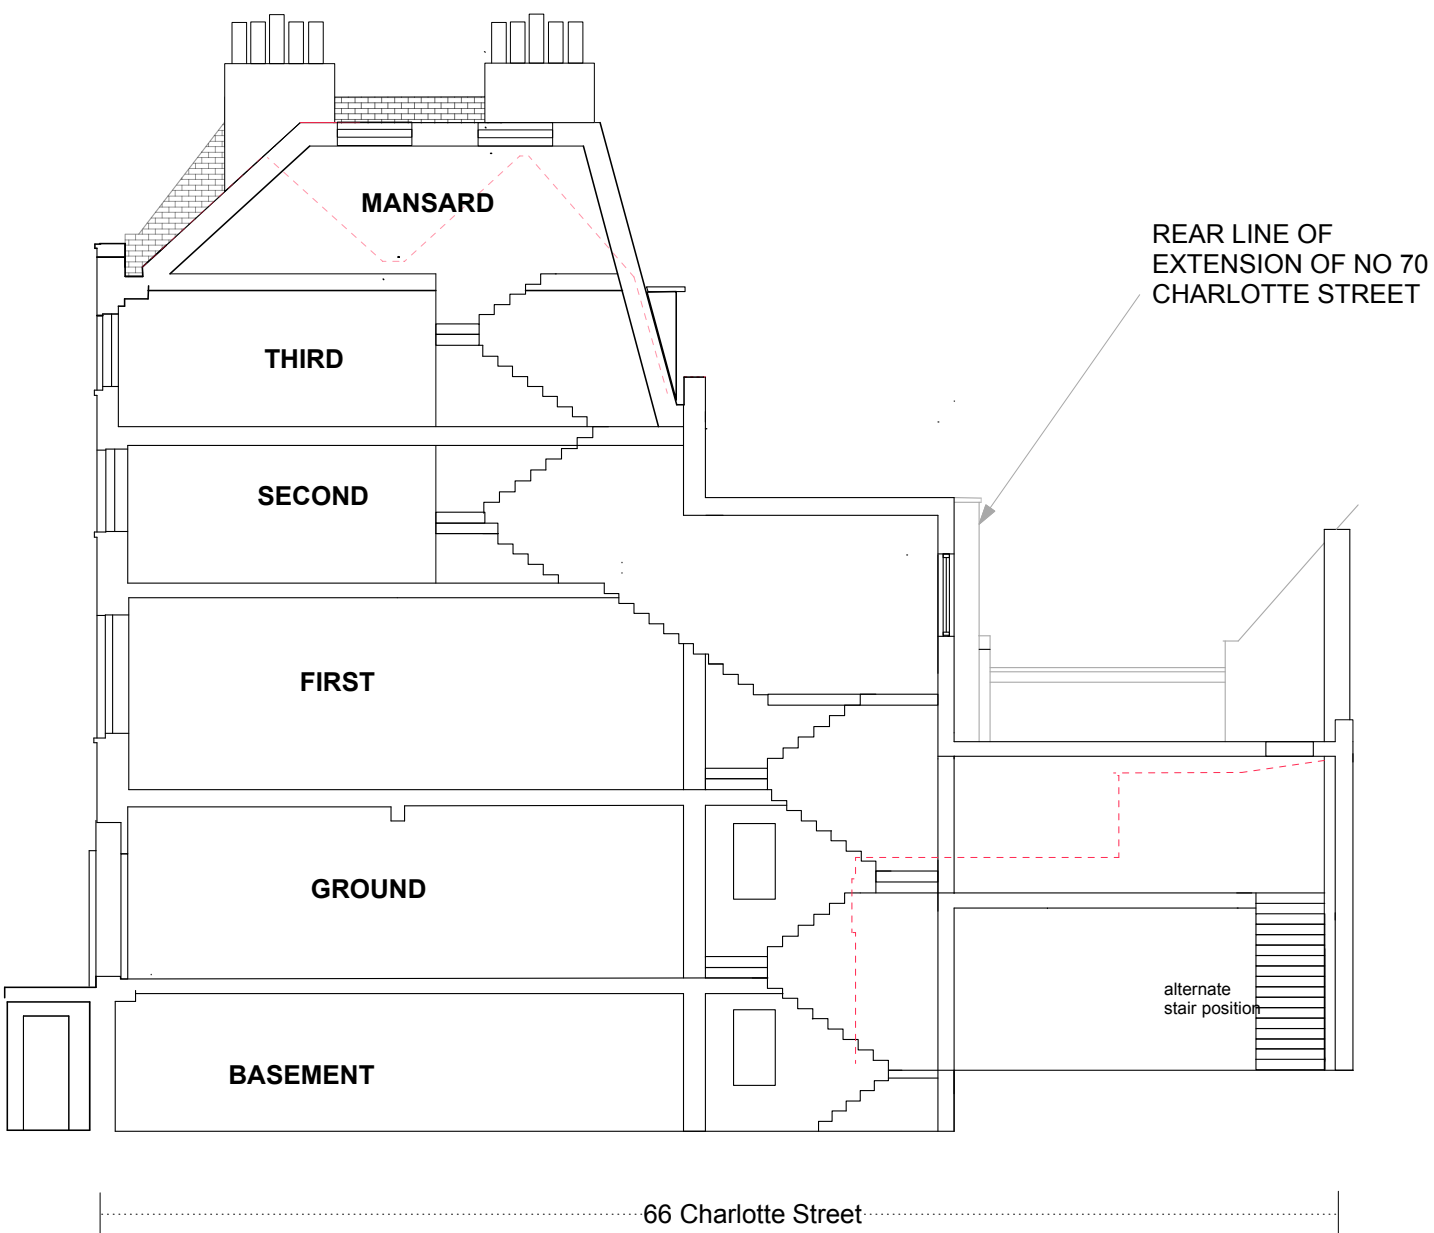 MANSARD
REAR LINE OF
EXTENSION OF NO 70
CHARLOTTE STREET
THIRD
SECOND
FIRST
GROUND
alternate
stair position
BASEMENT
66 Charlotte Street